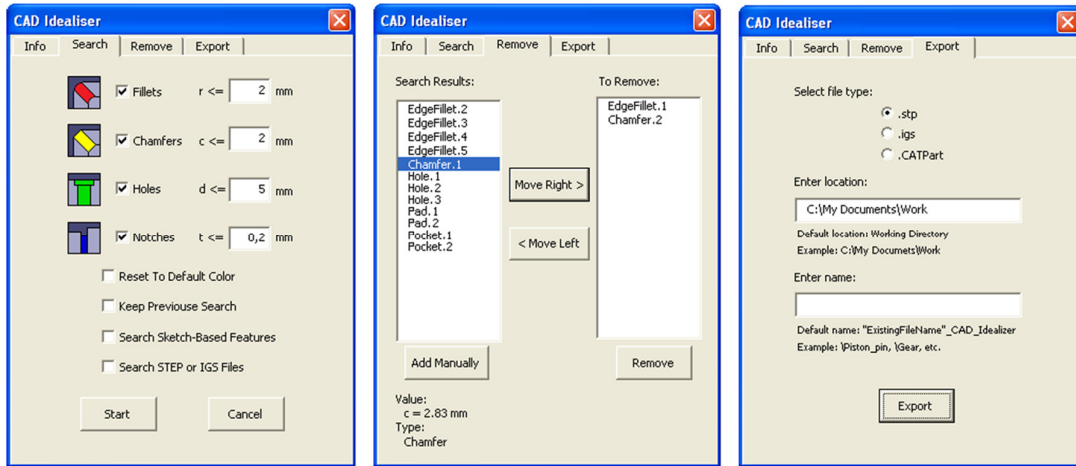 CAD Idealiser
Info Search Remove Export
Fillets r <= 2 mm
Chamfers c <= 2 mm
Holes d <= 5 mm
Notches t <= 0,2 mm
Reset To Default Color
Keep Previouse Search
Search Sketch-Based Features
Search STEP or IGS Files
Start Cancel
CAD Idealiser
Info Search Remove Export
Search Results: To Remove:
EdgeFillet.2
EdgeFillet.3
EdgeFillet.4
EdgeFillet.5
Chamfer.1
Hole.1
Hole.2
Hole.3
Pad.1
Pad.2
Pocket.1
Pocket.2
Move Right >
< Move Left
EdgeFillet.1
Chamfer.2
Add Manually Remove
Value:
c = 2.83 mm
Type:
Chamfer
CAD Idealiser
Info Search Remove Export
Select file type:
.stp
.igs
.CATPart
Enter location:
C:\My Documents\Work
Default location: Working Directory
Example: C:\My Documets\Work
Enter name:
Default name: "ExistingFileName"_CAD_Idealizer
Example: \Piston_pin, \Gear, etc.
Export